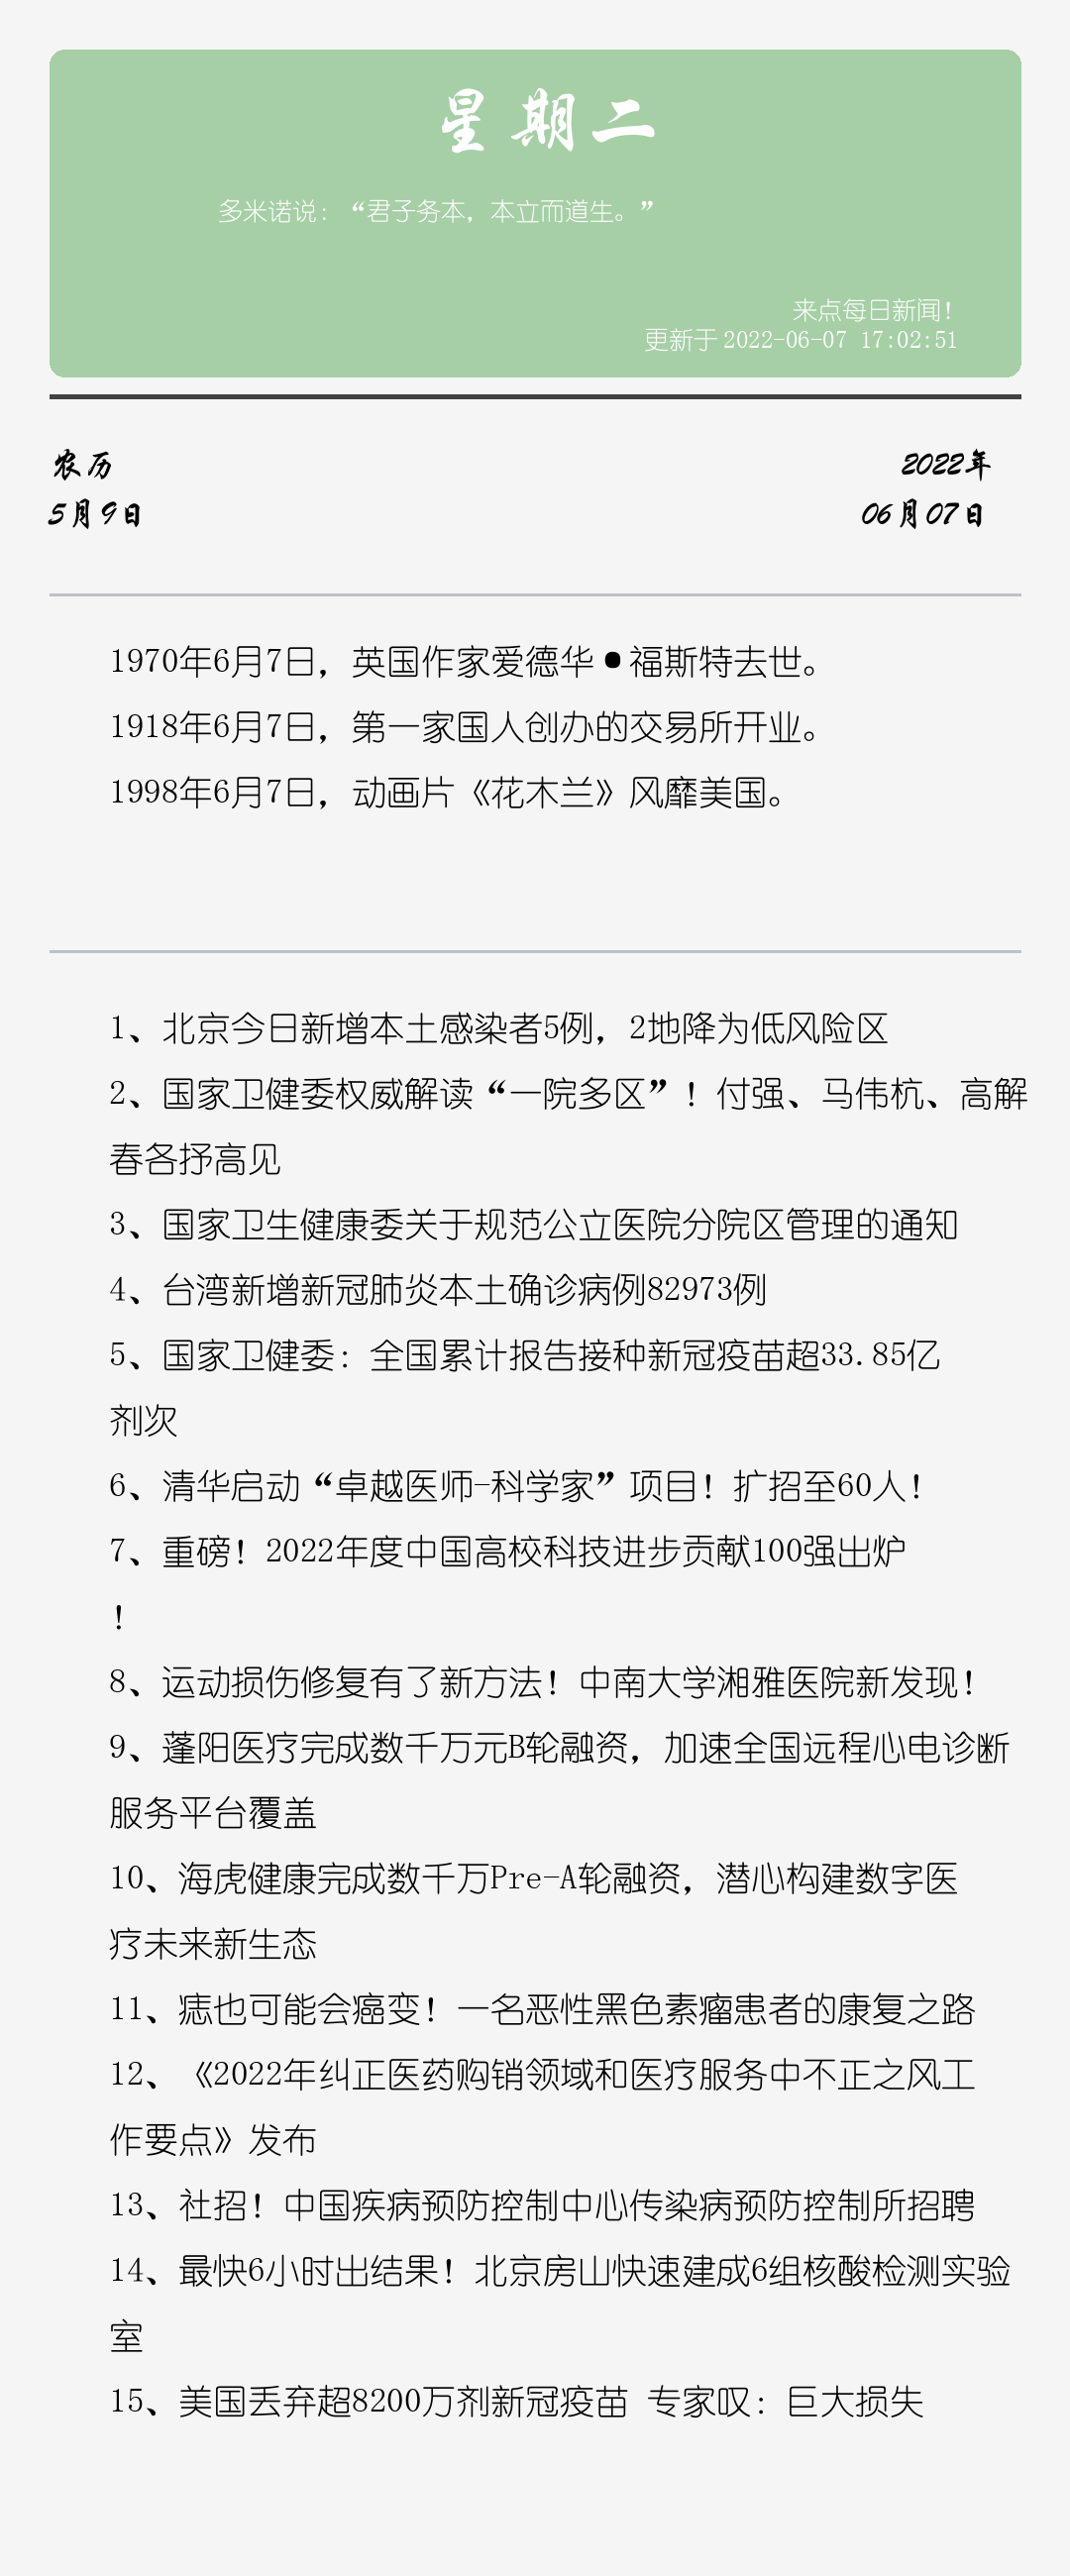 星期二
多米诺说：“君子务本，本立而道生。”
来点每日新闻！
更新于 2022-06-07 17:02:51
农历
2022年
5月9日
06月07日
1970年6月7日，英国作家爱德华●福斯特去世。
1918年6月7日，第一家国人创办的交易所开业。
1998年6月7日，动画片《花木兰》风靡美国。
1、北京今日新增本土感染者5例，2地降为低风险区
2、国家卫健委权威解读“一院多区”！付强、马伟杭、高解
春各抒高见
3、国家卫生健康委关于规范公立医院分院区管理的通知
4、台湾新增新冠肺炎本土确诊病例82973例
5、国家卫健委：全国累计报告接种新冠疫苗超33.85亿
剂次
6、清华启动“卓越医师-科学家”项目！扩招至60人！
7、重磅！2022年度中国高校科技进步贡献100强出炉
！
8、运动损伤修复有了新方法！中南大学湘雅医院新发现！
9、蓬阳医疗完成数千万元B轮融资，加速全国远程心电诊断
服务平台覆盖
10、海虎健康完成数千万Pre-A轮融资，潜心构建数字医
疗未来新生态
11、痣也可能会癌变！一名恶性黑色素瘤患者的康复之路
12、《2022年纠正医药购销领域和医疗服务中不正之风工
作要点》发布
13、社招！中国疾病预防控制中心传染病预防控制所招聘
14、最快6小时出结果！北京房山快速建成6组核酸检测实验
室
15、美国丢弃超8200万剂新冠疫苗 专家叹：巨大损失